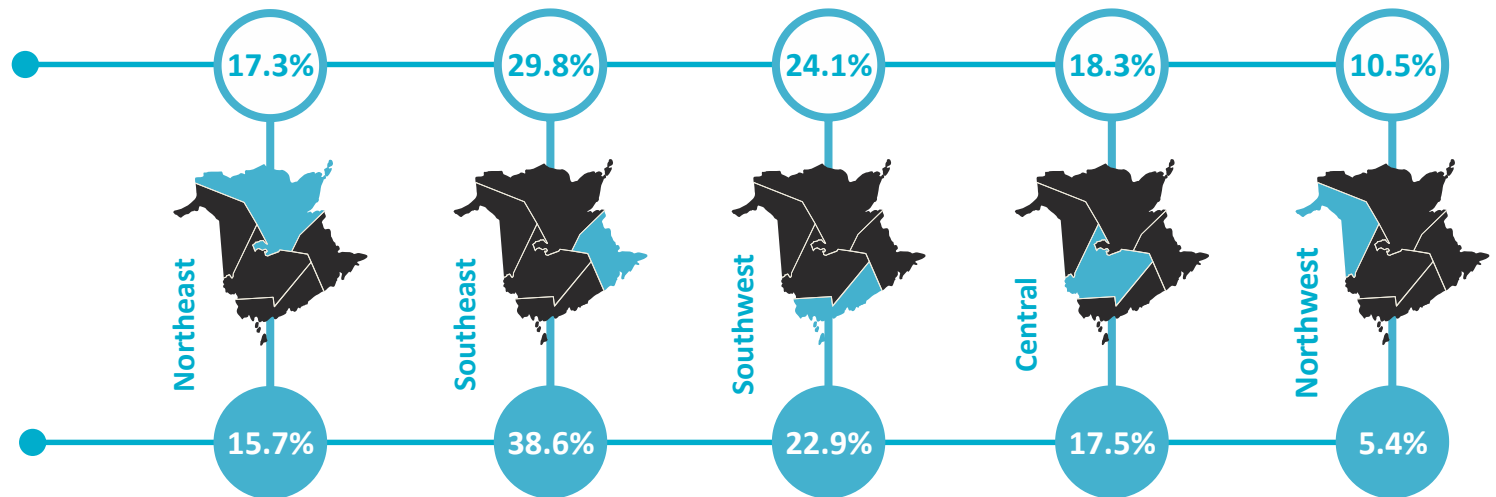 17.3%
29.8%
24.1%
18.3%
10.5%
Northeast
Southeast
Southwest
Central
Northwest
15.7%
38.6%
22.9%
17.5%
5.4%